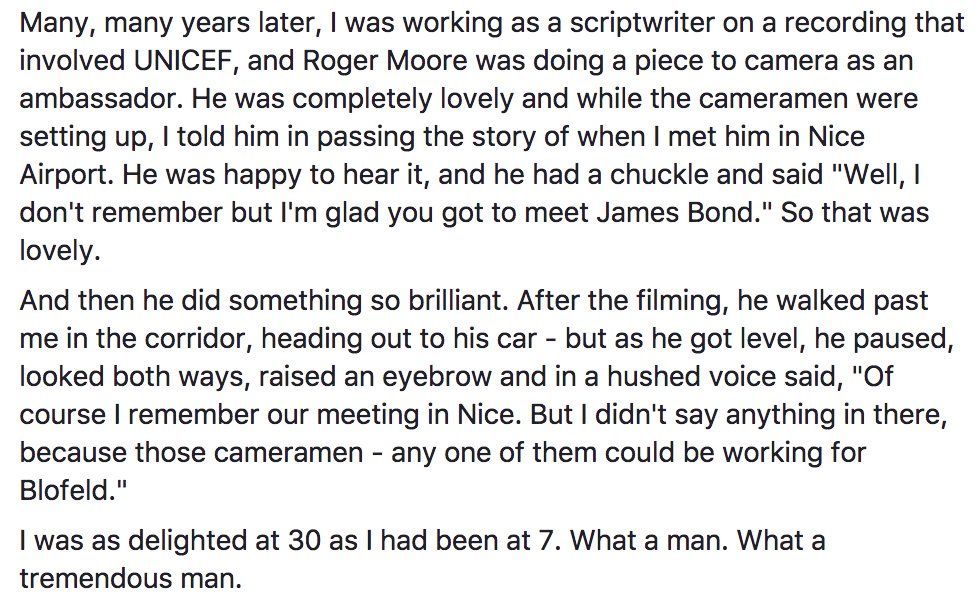 Many, many years later, I was working as a scriptwriter on a recording that
involved UNICEF, and Roger Moore was doing a piece to camera as an
ambassador. He was completely lovely and while the cameramen were
setting up, I told him in passing the story of when I met him in Nice
Airport. He was happy to hear it, and he had a chuckle and said "Well, I
don't remember but I'm glad you got to meet James Bond." So that was
lovely.
And then he did something so brilliant. After the filming, he walked past
me in the corridor, heading out to his car - but as he got level, he paused,
looked both ways, raised an eyebrow and in a hushed voice said, "Of
course I remember our meeting in Nice. But I didn't say anything in there,
because those cameramen - any one of them could be working for
Blofeld."
I was as delighted at 30 as I had been at 7. What a man. What a
tremendous man.